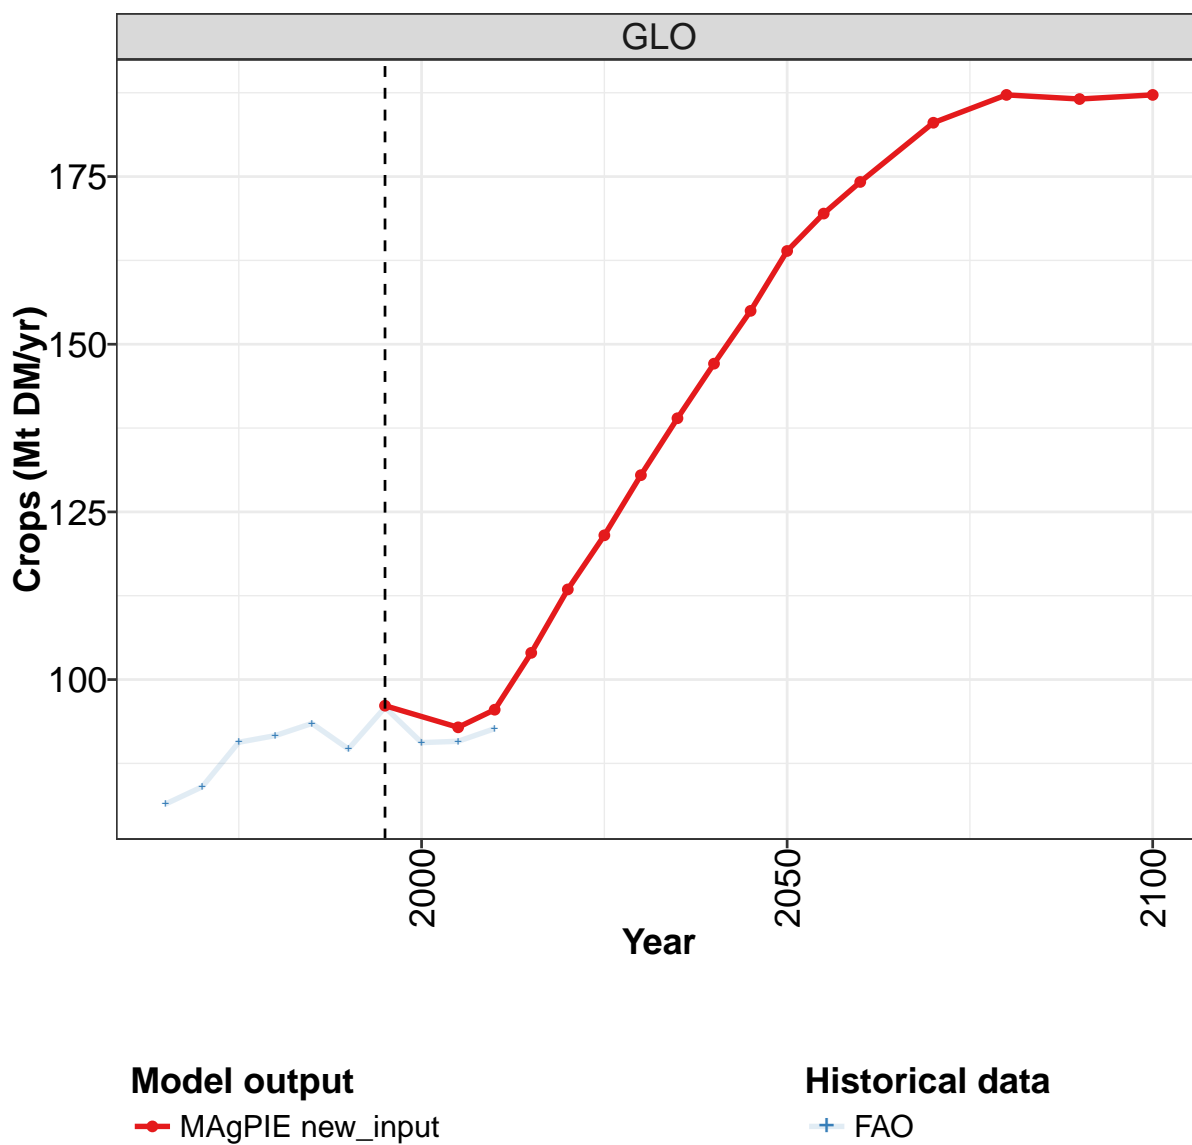 GLO
Crops (Mt DM/yr)
175
150
125
100
2000
2050
2100
Year
Model output
MAgPIE new_input
Historical data
FAO